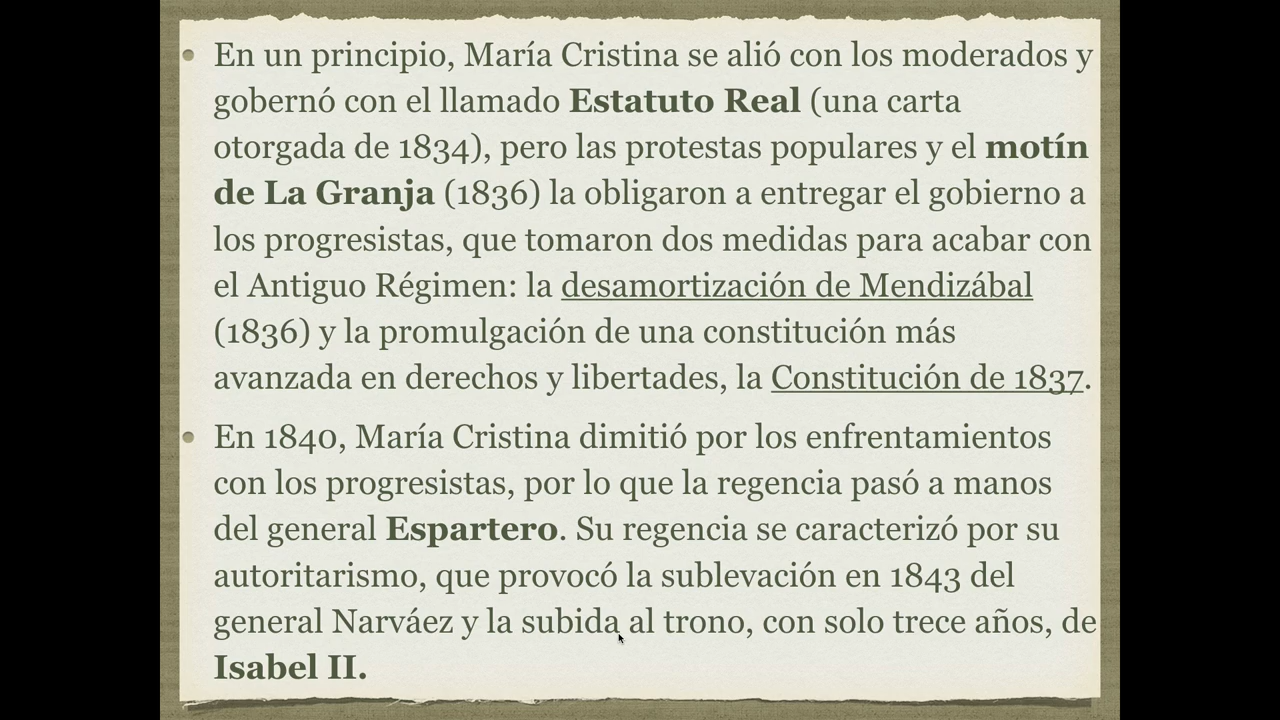 • En un principio, María Cristina se alió con los moderados y
gobernó con el llamado Estatuto Real (una carta
otorgada de 1834), pero las protestas populares y el motín
de La Granja (1836) la obligaron a entregar el gobierno a
los progresistas, que tomaron dos medidas para acabar con
el Antiguo Régimen: la desamortización de Mendizábal
(1836) y la promulgación de una constitución más
avanzada en derechos y libertades, la Constitución de 1837.
• En 1840, María Cristina dimitió por los enfrentamientos
con los progresistas, por lo que la regencia pasó a manos
del general Espartero. Su regencia se caracterizó por su
autoritarismo, que provocó la sublevación en 1843 del
general Narváez y la subida al trono, con solo trece años, de
Isabel II.